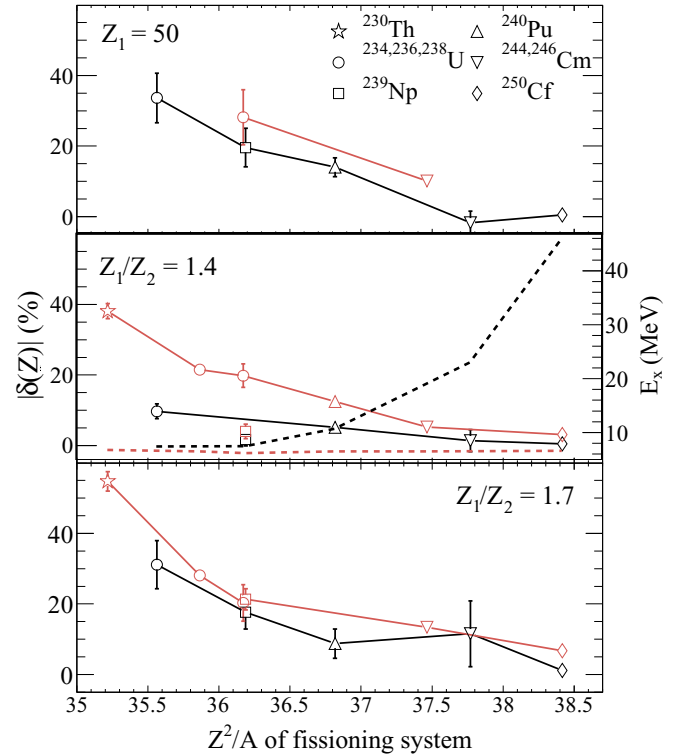 Z₁ = 50
²³⁰Th
²⁴⁰Pu
²³⁴,²³⁶,²³⁸U
²⁴⁴,²⁴⁶Cm
²³⁹Np
²⁵⁰Cf
40
20
0
Z₁/Z₂ = 1.4
40
20
0
40
30
20
10
|δ(Z)| (%)
Eₓ (MeV)
Z₁/Z₂ = 1.7
40
20
0
35 35.5 36 36.5 37 37.5 38 38.5
Z²/A of fissioning system